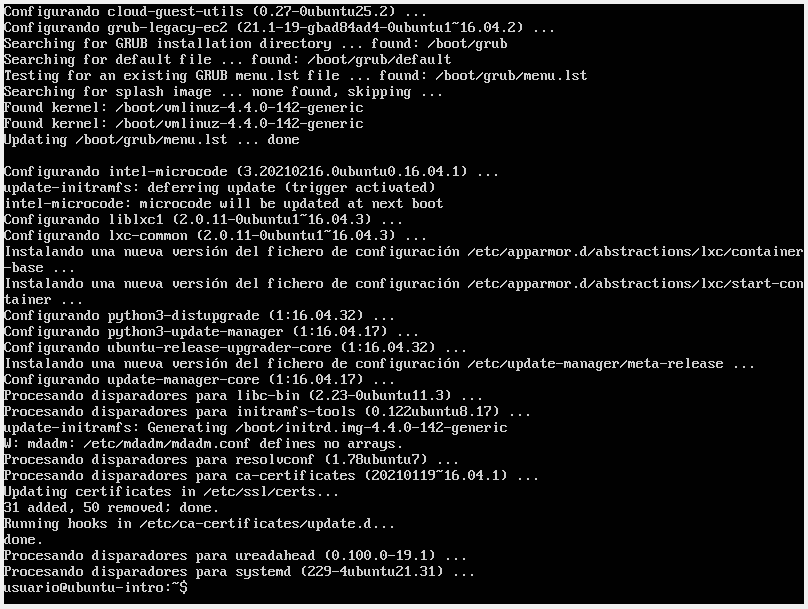 Configurando cloud-guest-utils (0.27-0ubuntu25.2) ...
Configurando grub-legacy-ec2 (21.1-19-gbad84ad4-0ubuntu1~16.04.2) ...
Searching for GRUB installation directory ... found: /boot/grub
Searching for default file ... found: /boot/grub/default
Testing for an existing GRUB menu.lst file ... found: /boot/grub/menu.lst
Searching for splash image ... none found, skipping ...
Found kernel: /boot/vmlinuz-4.4.0-142-generic
Found kernel: /boot/vmlinuz-4.4.0-142-generic
Updating /boot/grub/menu.lst ... done
Configurando intel-microcode (3.20210216.0ubuntu0.16.04.1) ...
update-initramfs: deferring update (trigger activated)
intel-microcode: microcode will be updated at next boot
Configurando liblxc1 (2.0.11-0ubuntu1~16.04.3) ...
Configurando lxc-common (2.0.11-0ubuntu1~16.04.3) ...
Instalando una nueva versión del fichero de configuración /etc/apparmor.d/abstractions/lxc/container
-base ...
Instalando una nueva versión del fichero de configuración /etc/apparmor.d/abstractions/lxc/start-con
tainer ...
Configurando python3-distupgrade (1:16.04.32) ...
Configurando python3-update-manager (1:16.04.17) ...
Configurando ubuntu-release-upgrader-core (1:16.04.32) ...
Instalando una nueva versión del fichero de configuración /etc/update-manager/meta-release ...
Configurando update-manager-core (1:16.04.17) ...
Procesando disparadores para libc-bin (2.23-0ubuntu11.3) ...
Procesando disparadores para initramfs-tools (0.122ubuntu8.17) ...
update-initramfs: Generating /boot/initrd.img-4.4.0-142-generic
W: mdadm: /etc/mdadm/mdadm.conf defines no arrays.
Procesando disparadores para resolvconf (1.78ubuntu7) ...
Procesando disparadores para ca-certificates (20210119~16.04.1) ...
Updating certificates in /etc/ssl/certs...
31 added, 50 removed; done.
Running hooks in /etc/ca-certificates/update.d...
done.
Procesando disparadores para ureadahead (0.100.0-19.1) ...
Procesando disparadores para systemd (229-4ubuntu21.31) ...
usuario@ubuntu-intro:~$